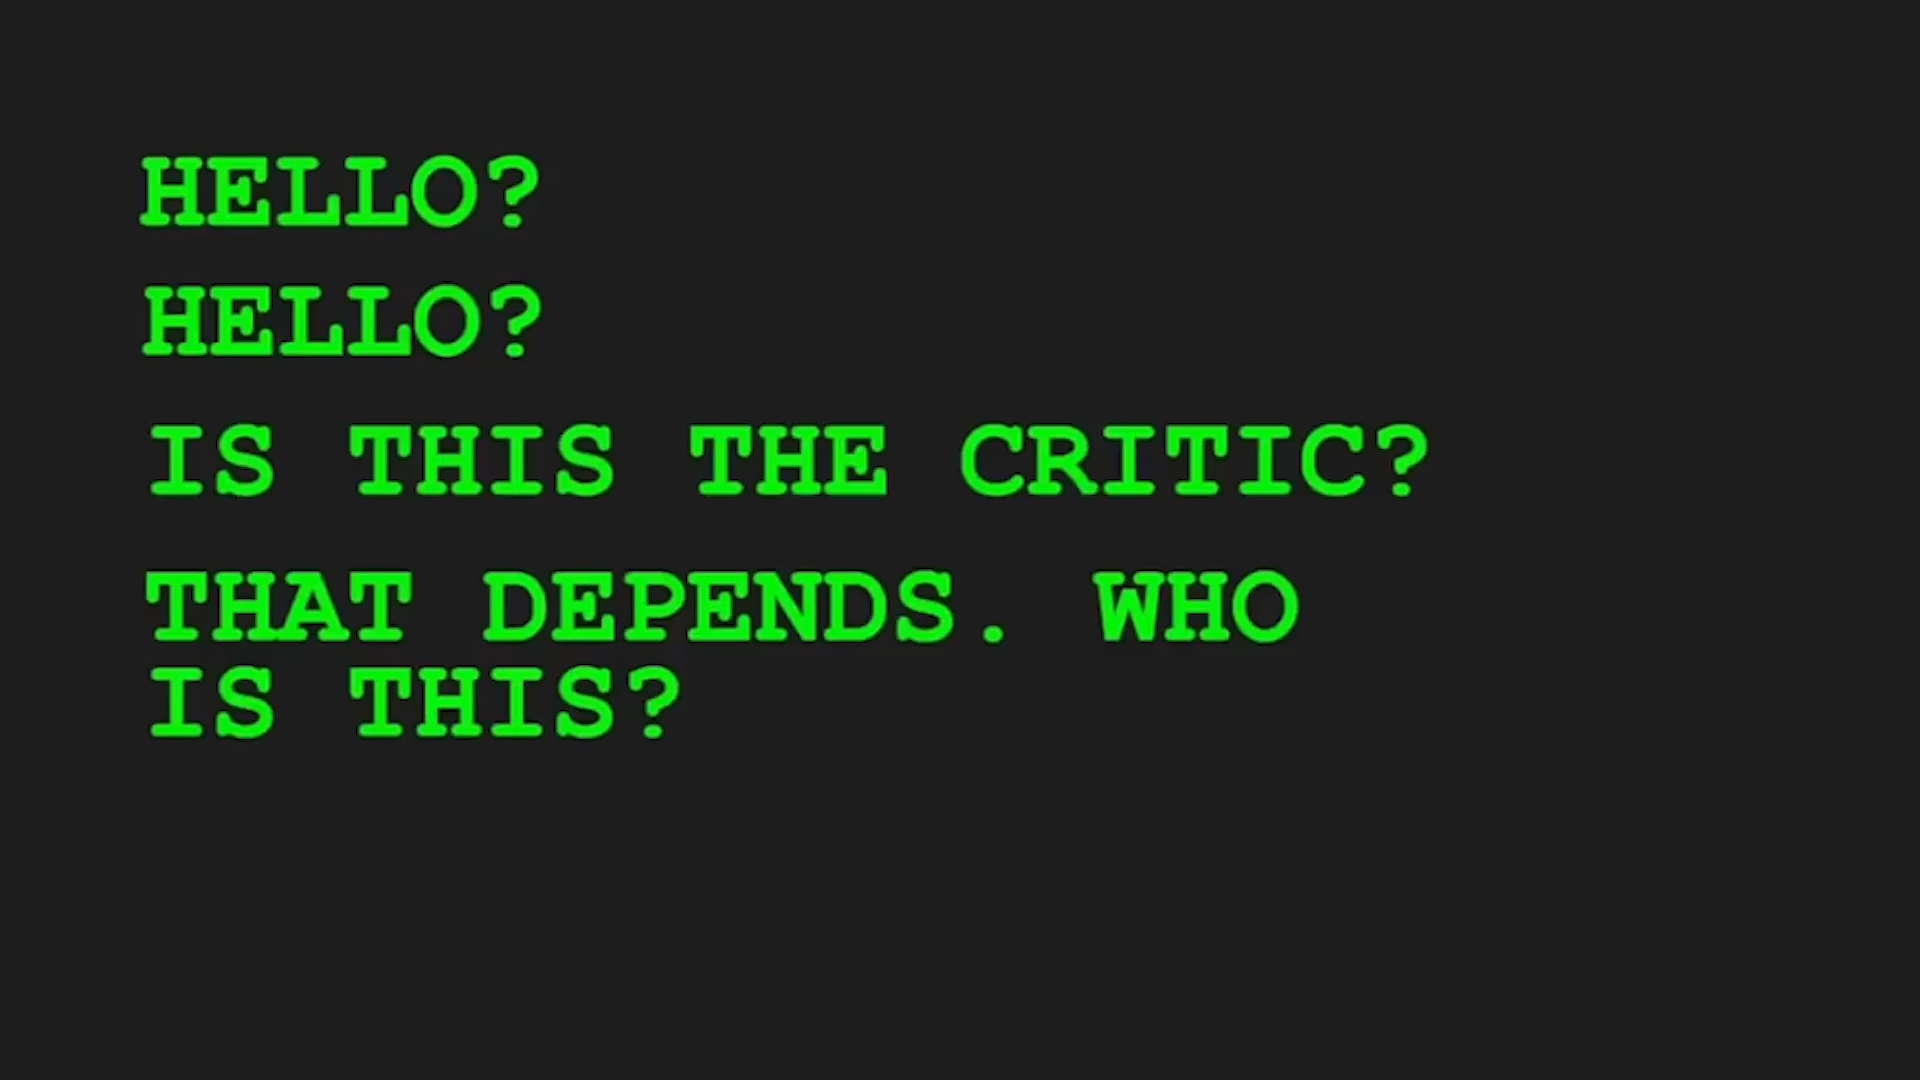 HELLO?
HELLO?
IS THIS THE CRITIC?
THAT DEPENDS. WHO
IS THIS?